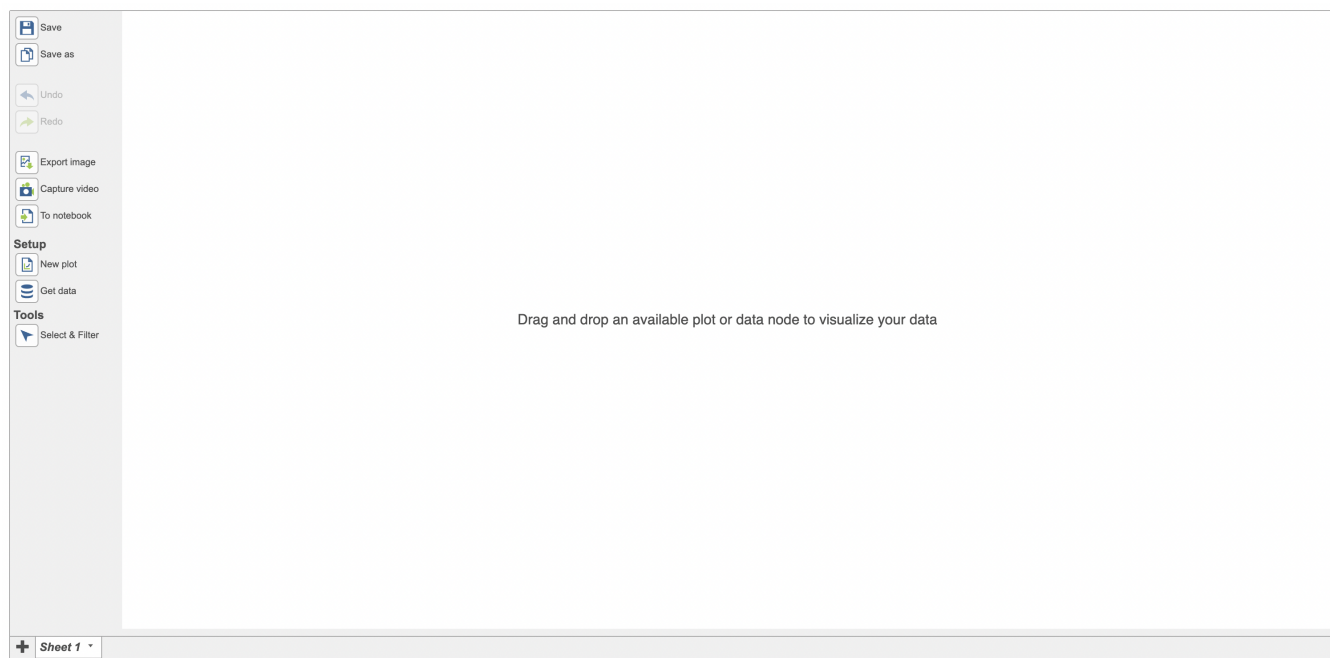 Save
Save as
Undo
Redo
Export image
Capture video
To notebook
Setup
New plot
Get data
Tools
Select & Filter
Drag and drop an available plot or data node to visualize your data
Sheet 1